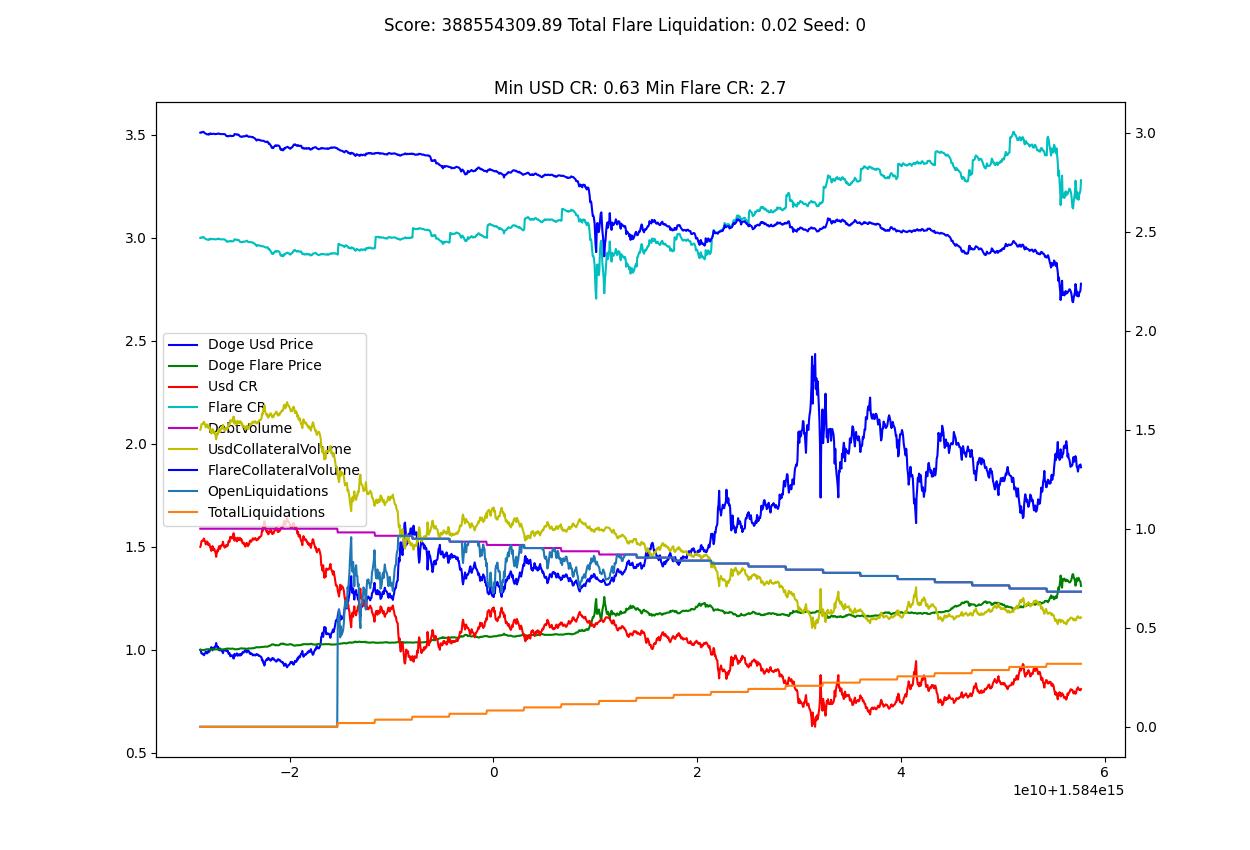 Score: 388554309.89 Total Flare Liquidation: 0.02 Seed: 0
Min USD CR: 0.63 Min Flare CR: 2.7
3.5
3.0
2.5
2.0
1.5
1.0
0.5
3.0
2.5
2.0
1.5
1.0
0.5
0.0
Doge Usd Price
Doge Flare Price
Usd CR
Flare CR
DebtVolume
UsdCollateralVolume
FlareCollateralVolume
OpenLiquidations
TotalLiquidations
−2
0
2
4
6
1e10+1.584e15